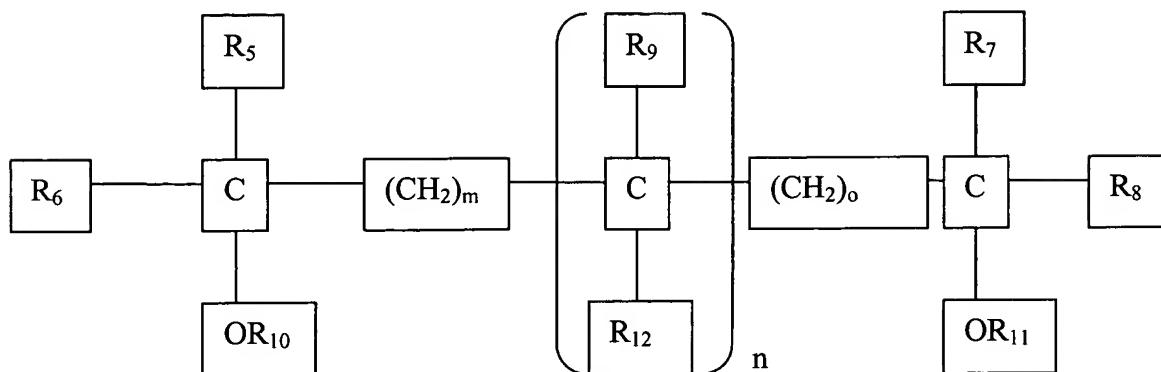 R₅ R₉ R₇
R₆ C (CH₂)ₘ C (CH₂)ₒ C R₈
OR₁₀ R₁₂ OR₁₁
n